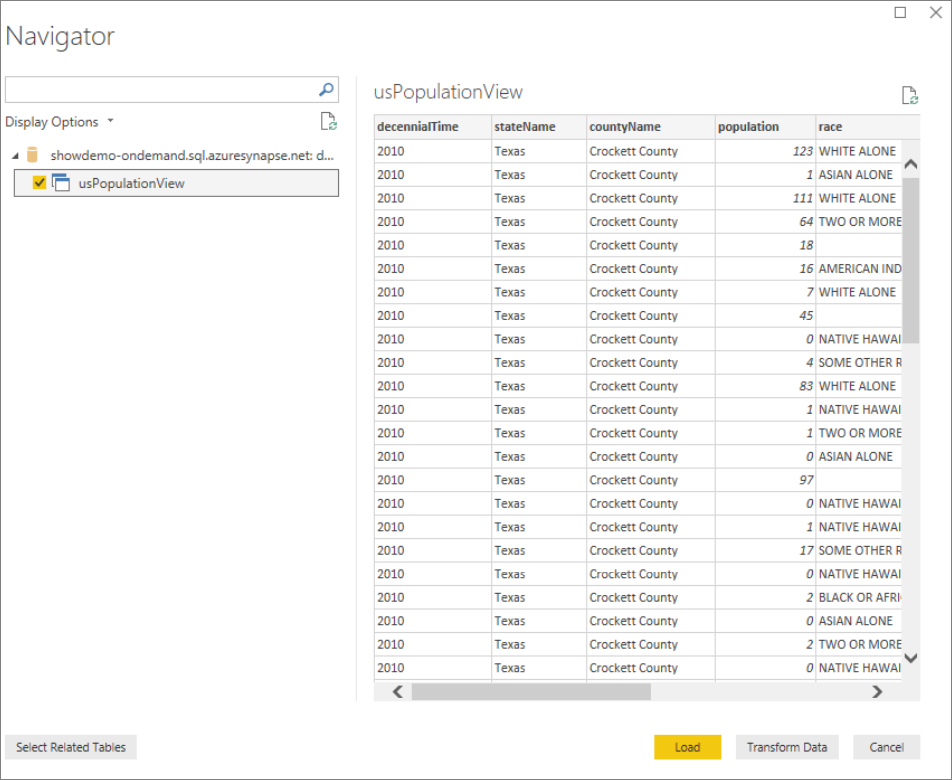 Navigator
Display Options
showdemo-ondemand.sql.azuresynapse.net: d...
usPopulationView
usPopulationView
decennialTime stateName countyName population race
2010 Texas Crockett County 123 WHITE ALONE
2010 Texas Crockett County 1 ASIAN ALONE
2010 Texas Crockett County 111 WHITE ALONE
2010 Texas Crockett County 64 TWO OR MORE
2010 Texas Crockett County 18
2010 Texas Crockett County 16 AMERICAN IND
2010 Texas Crockett County 7 WHITE ALONE
2010 Texas Crockett County 45
2010 Texas Crockett County 0 NATIVE HAWAI
2010 Texas Crockett County 4 SOME OTHER R
2010 Texas Crockett County 83 WHITE ALONE
2010 Texas Crockett County 1 NATIVE HAWAI
2010 Texas Crockett County 1 TWO OR MORE
2010 Texas Crockett County 0 ASIAN ALONE
2010 Texas Crockett County 97
2010 Texas Crockett County 0 NATIVE HAWAI
2010 Texas Crockett County 1 NATIVE HAWAI
2010 Texas Crockett County 17 SOME OTHER R
2010 Texas Crockett County 0 NATIVE HAWAI
2010 Texas Crockett County 2 BLACK OR AFRI
2010 Texas Crockett County 0 ASIAN ALONE
2010 Texas Crockett County 2 TWO OR MORE
2010 Texas Crockett County 0 NATIVE HAWAI
Select Related Tables Load Transform Data Cancel